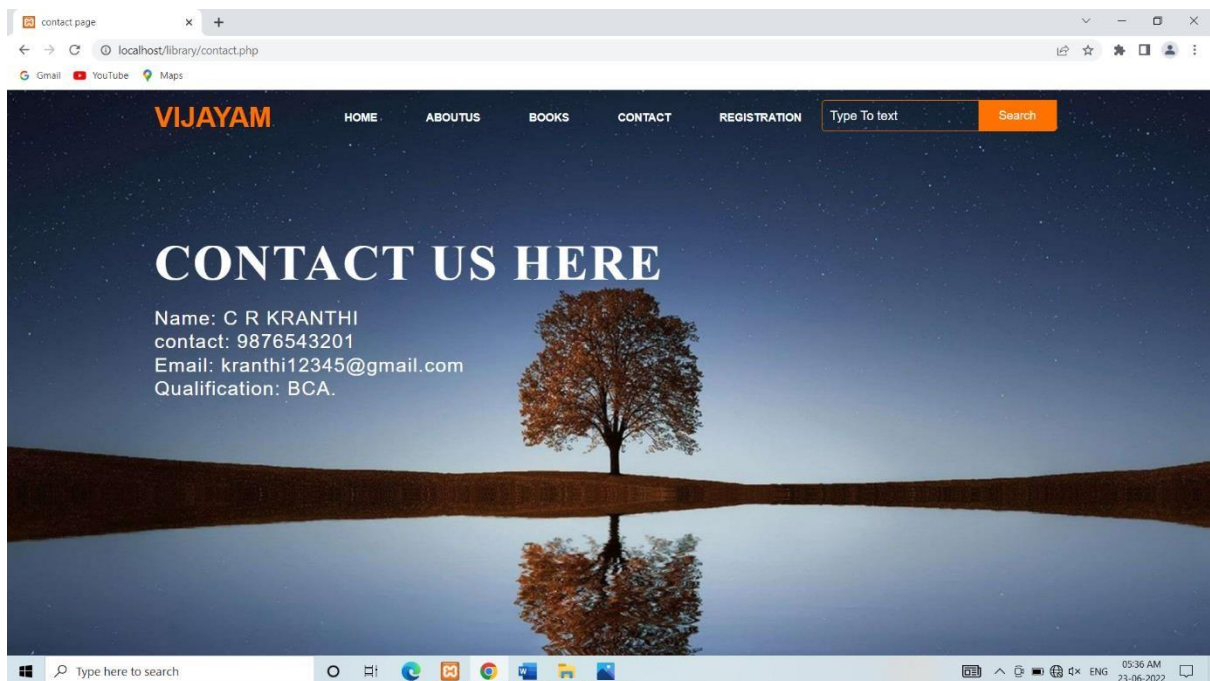 contact page
localhost/library/contact.php
Gmail YouTube Maps
VIJAYAM HOME ABOUTUS BOOKS CONTACT REGISTRATION Type To text Search
CONTACT US HERE
Name: C R KRANTHI
contact: 9876543201
Email: kranthi12345@gmail.com
Qualification: BCA.
Type here to search
ENG
05:36 AM
23-06-2022